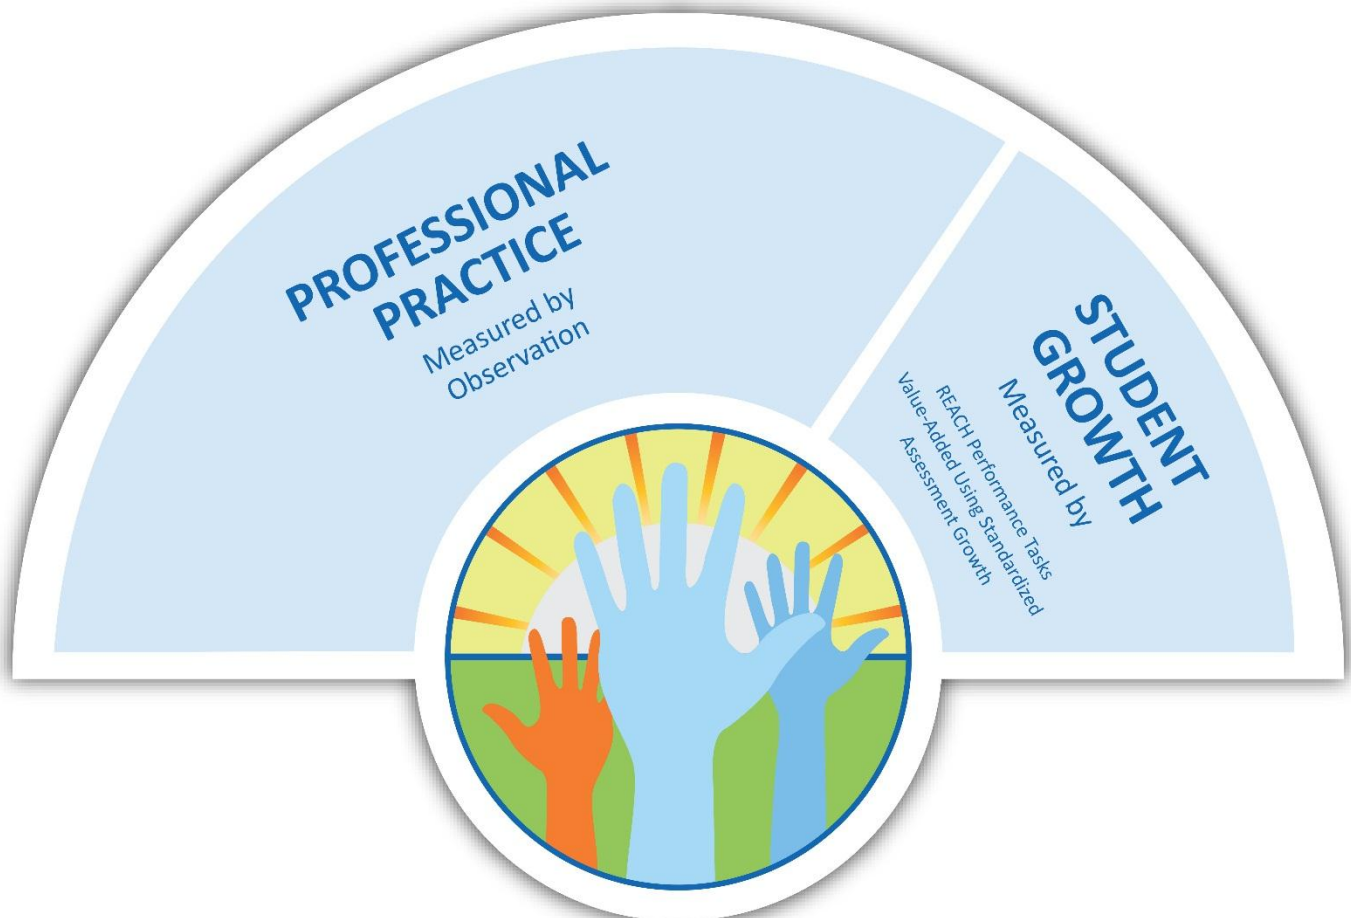 PROFESSIONAL
PRACTICE
Measured by
Observation
STUDENT
GROWTH
Measured by
REACH Performance Tasks
Value-Added Using Standardized
Assessment Growth